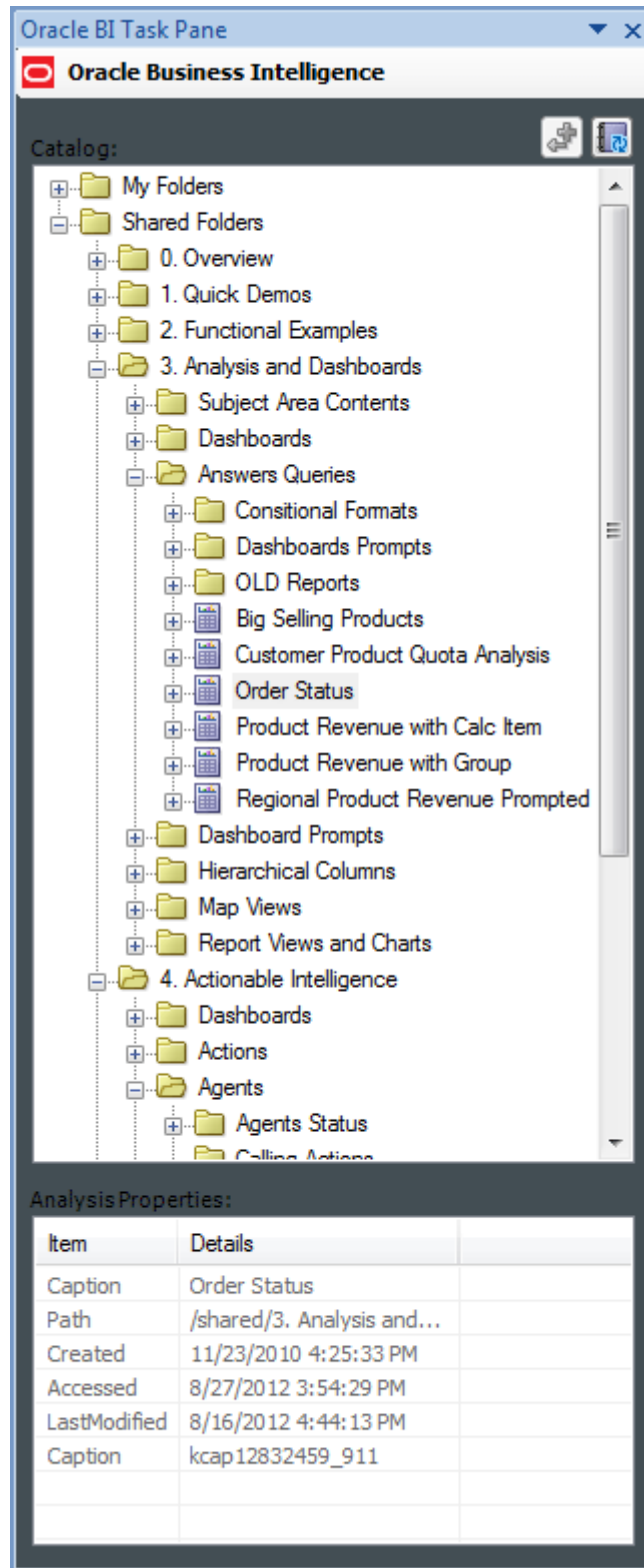 Oracle BI Task Pane
Oracle Business Intelligence
Catalog:
My Folders
Shared Folders
0. Overview
1. Quick Demos
2. Functional Examples
3. Analysis and Dashboards
Subject Area Contents
Dashboards
Answers Queries
Consitional Formats
Dashboards Prompts
OLD Reports
Big Selling Products
Customer Product Quota Analysis
Order Status
Product Revenue with Calc Item
Product Revenue with Group
Regional Product Revenue Prompted
Dashboard Prompts
Hierarchical Columns
Map Views
Report Views and Charts
4. Actionable Intelligence
Dashboards
Actions
Agents
Agents Status
Calling Actions
Analysis Properties:
Item Details
Caption Order Status
Path /shared/3. Analysis and...
Created 11/23/2010 4:25:33 PM
Accessed 8/27/2012 3:54:29 PM
LastModified 8/16/2012 4:44:13 PM
Caption kcap12832459_911